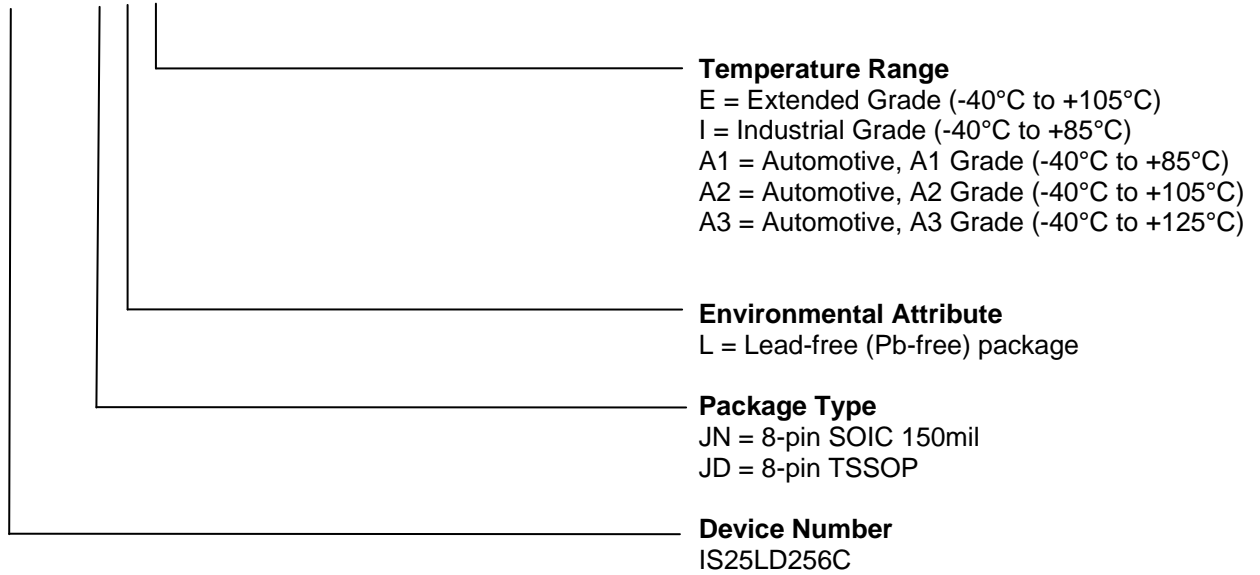 Temperature Range
E = Extended Grade (-40°C to +105°C)
I = Industrial Grade (-40°C to +85°C)
A1 = Automotive, A1 Grade (-40°C to +85°C)
A2 = Automotive, A2 Grade (-40°C to +105°C)
A3 = Automotive, A3 Grade (-40°C to +125°C)
Environmental Attribute
L = Lead-free (Pb-free) package
Package Type
JN = 8-pin SOIC 150mil
JD = 8-pin TSSOP
Device Number
IS25LD256C